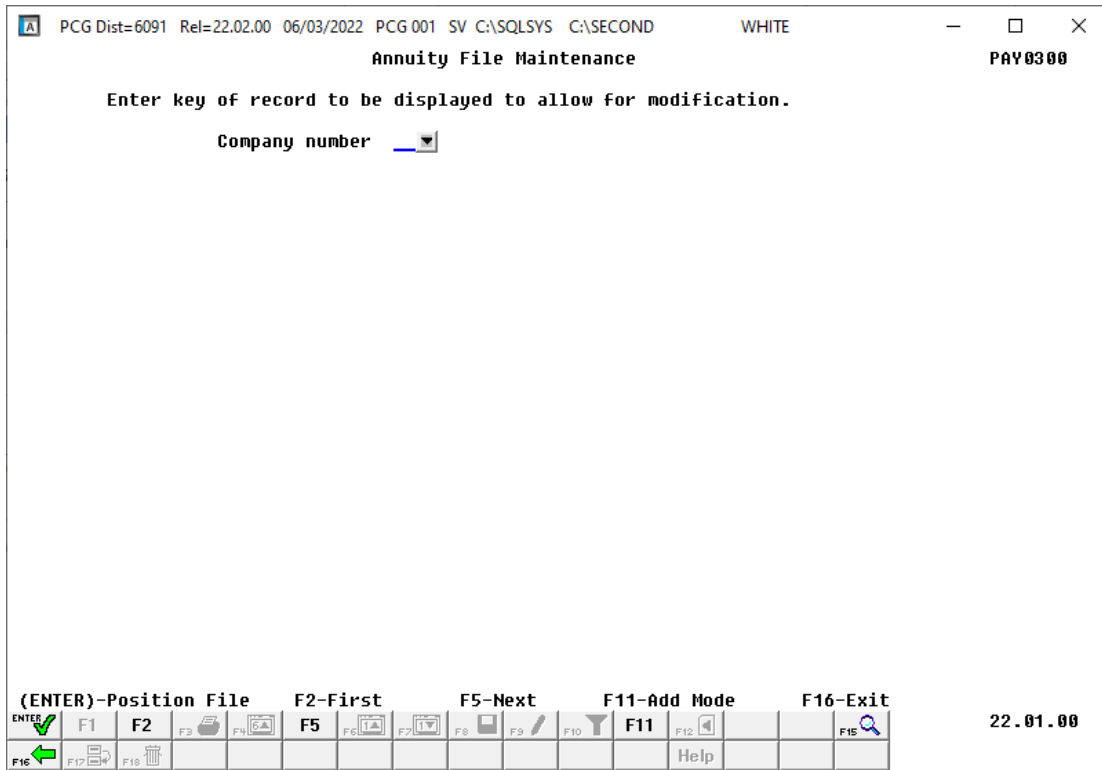 A PCG Dist=6091 Rel=22.02.00 06/03/2022 PCG 001 SV C:\SQLSYS C:\SECOND WHITE
Annuity File Maintenance PAY0300
Enter key of record to be displayed to allow for modification.
Company number
(ENTER)-Position File F2-First F5-Next F11-Add Mode F16-Exit
ENTER F1 F2 F3 F4 6 F5 F6 1 F7 1 F8 F9 F10 F11 F12 F15 22.01.00
F16 F17 F18 Help